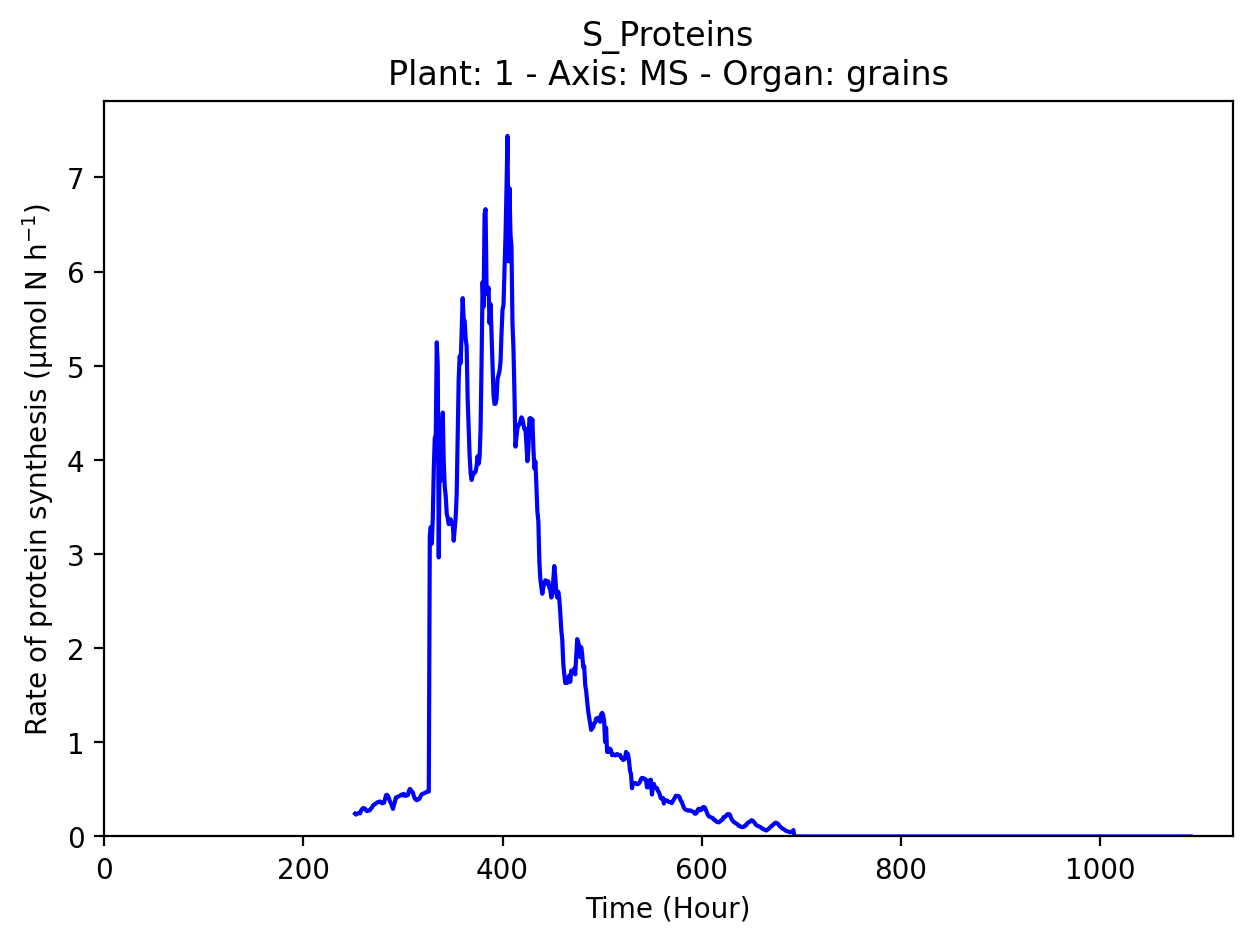 S_Proteins
Plant: 1 - Axis: MS - Organ: grains
Rate of protein synthesis (µmol N h⁻¹)
7
6
5
4
3
2
1
0
0 200 400 600 800 1000
Time (Hour)